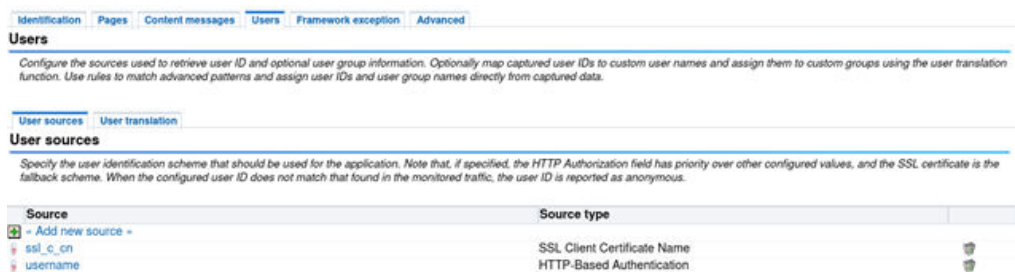 Identification Pages Content messages Users Framework exception Advanced
Users
Configure the sources used to retrieve user ID and optional user group information. Optionally map captured user IDs to custom user names and assign them to custom groups using the user translation
function. Use rules to match advanced patterns and assign user IDs and user group names directly from captured data.
User sources User translation
User sources
Specify the user identification scheme that should be used for the application. Note that, if specified, the HTTP Authorization field has priority over other configured values, and the SSL certificate is the
fallback scheme. When the configured user ID does not match that found in the monitored traffic, the user ID is reported as anonymous.
Source Source type
« Add new source »
ssl_c_cn SSL Client Certificate Name
username HTTP-Based Authentication